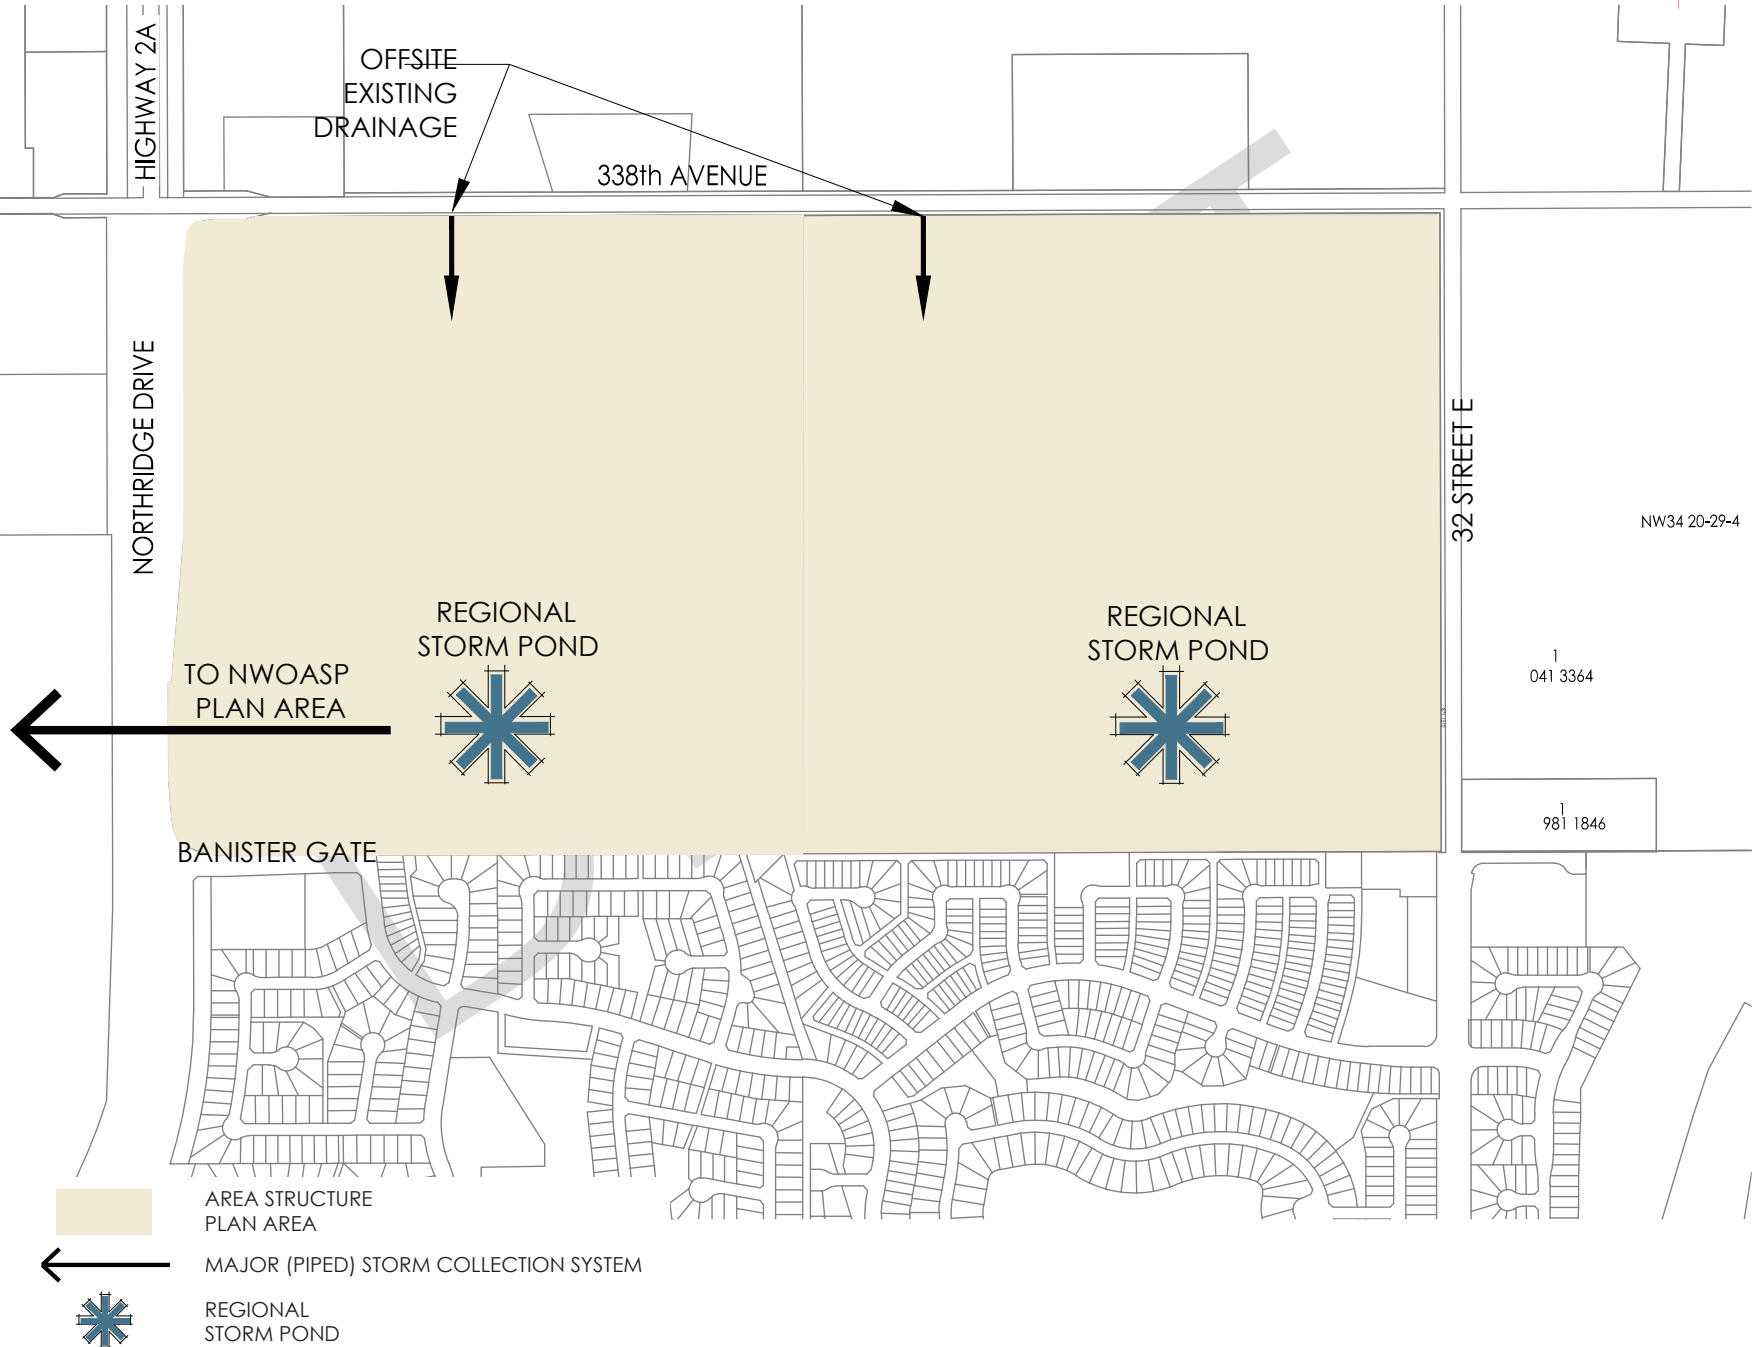 HIGHWAY 2A
OFFSITE
EXISTING
DRAINAGE
338th AVENUE
NORTHRIDGE DRIVE
32 STREET E
NW34 20-29-4
REGIONAL
STORM POND
REGIONAL
STORM POND
TO NWOASP
PLAN AREA
1
041 3364
1
981 1846
BANISTER GATE
AREA STRUCTURE
PLAN AREA
MAJOR (PIPED) STORM COLLECTION SYSTEM
REGIONAL
STORM POND